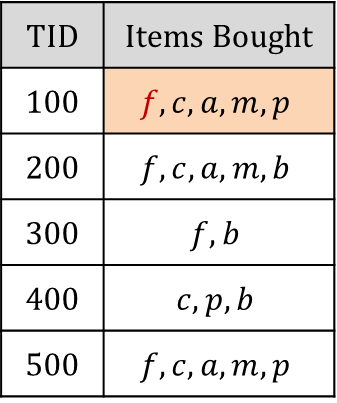 TID Items Bought
100 f, c, a, m, p
200 f, c, a, m, b
300 f, b
400 c, p, b
500 f, c, a, m, p